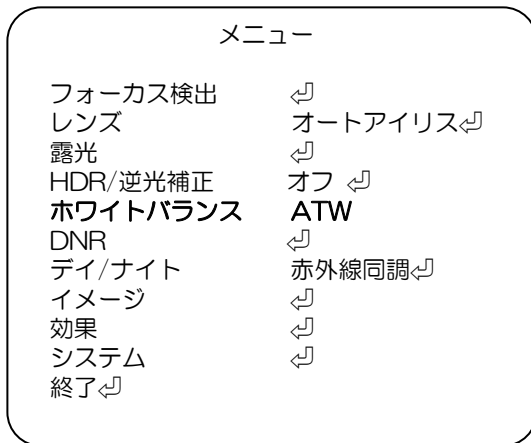 メニュー
フォーカス検出 ⏎
レンズ オートアイリス⏎
露光 ⏎
HDR/逆光補正 オフ ⏎
ホワイトバランス ATW
DNR ⏎
デイ/ナイト 赤外線同調⏎
イメージ ⏎
効果 ⏎
システム ⏎
終了⏎